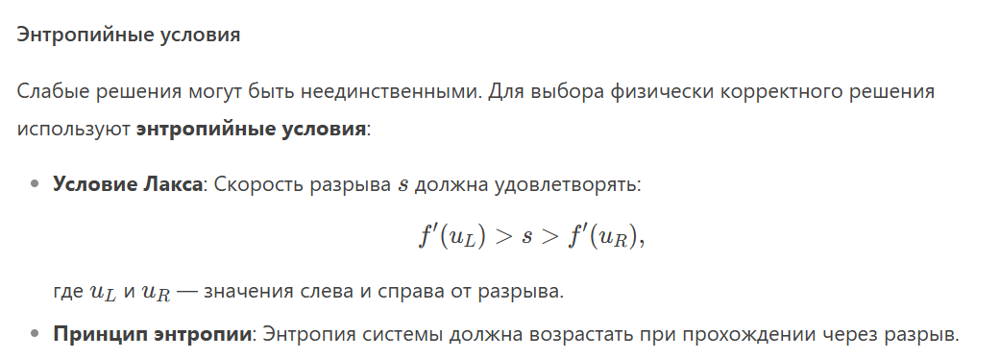 Энтропийные условия
Слабые решения могут быть неединственными. Для выбора физически корректного решения
используют энтропийные условия:
• Условие Лакса: Скорость разрыва s должна удовлетворять:
f′(u_L) > s > f′(u_R),
где u_L и u_R — значения слева и справа от разрыва.
• Принцип энтропии: Энтропия системы должна возрастать при прохождении через разрыв.